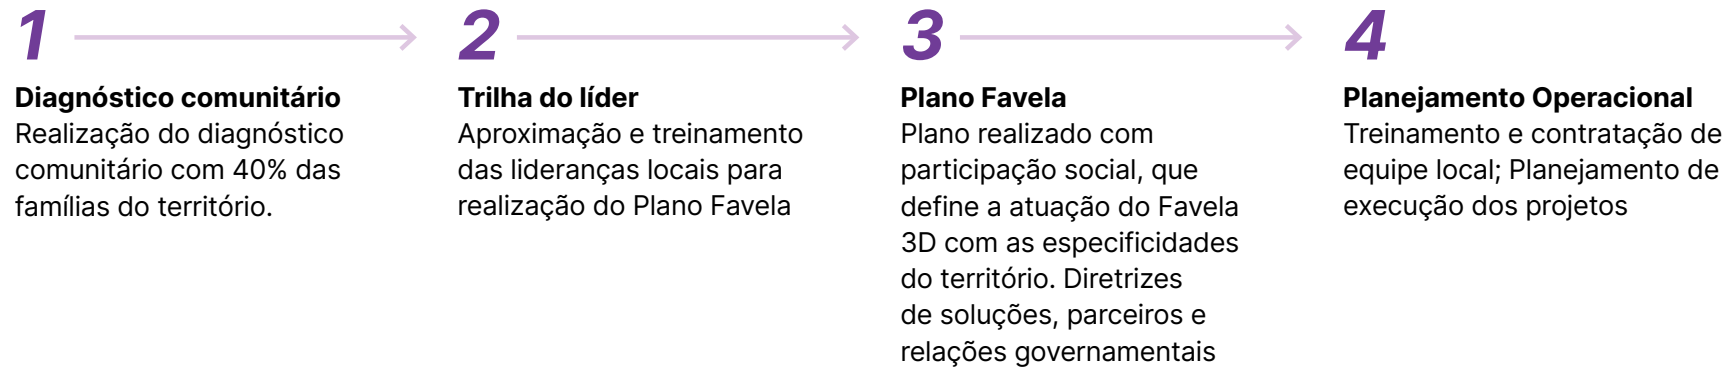 1
Diagnóstico comunitário
Realização do diagnóstico
comunitário com 40% das
famílias do território.
2
Trilha do líder
Aproximação e treinamento
das lideranças locais para
realização do Plano Favela
3
Plano Favela
Plano realizado com
participação social, que
define a atuação do Favela
3D com as especificidades
do território. Diretrizes
de soluções, parceiros e
relações governamentais
4
Planejamento Operacional
Treinamento e contratação de
equipe local; Planejamento de
execução dos projetos